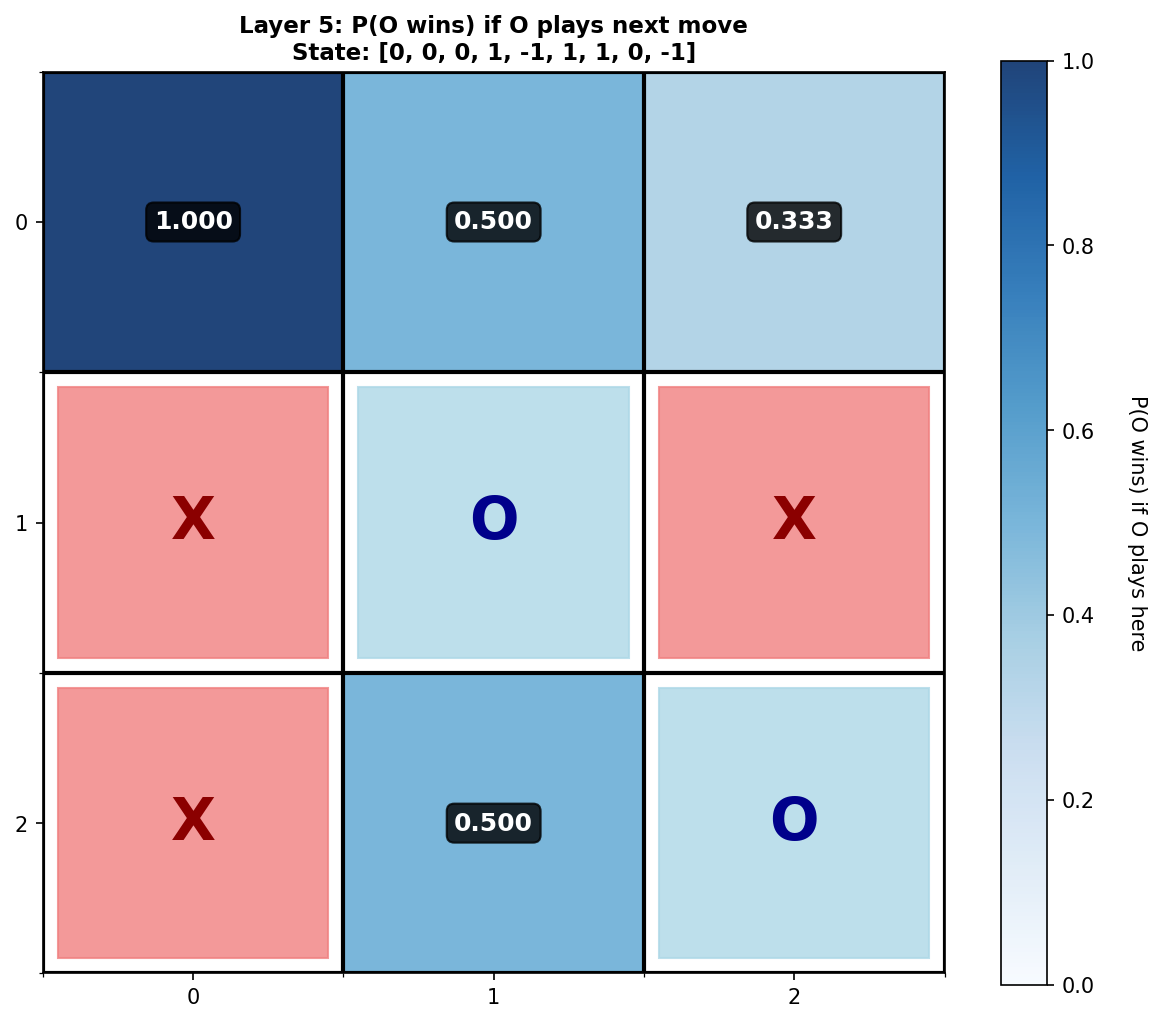 Layer 5: P(O wins) if O plays next move
State: [0, 0, 0, 1, -1, 1, 1, 0, -1]
1.0
0.8
0.6
0.4
0.2
0.0
P(O wins) if O plays here
0
1.000
0.500
0.333
1
X
O
X
2
X
0.500
O
0
1
2